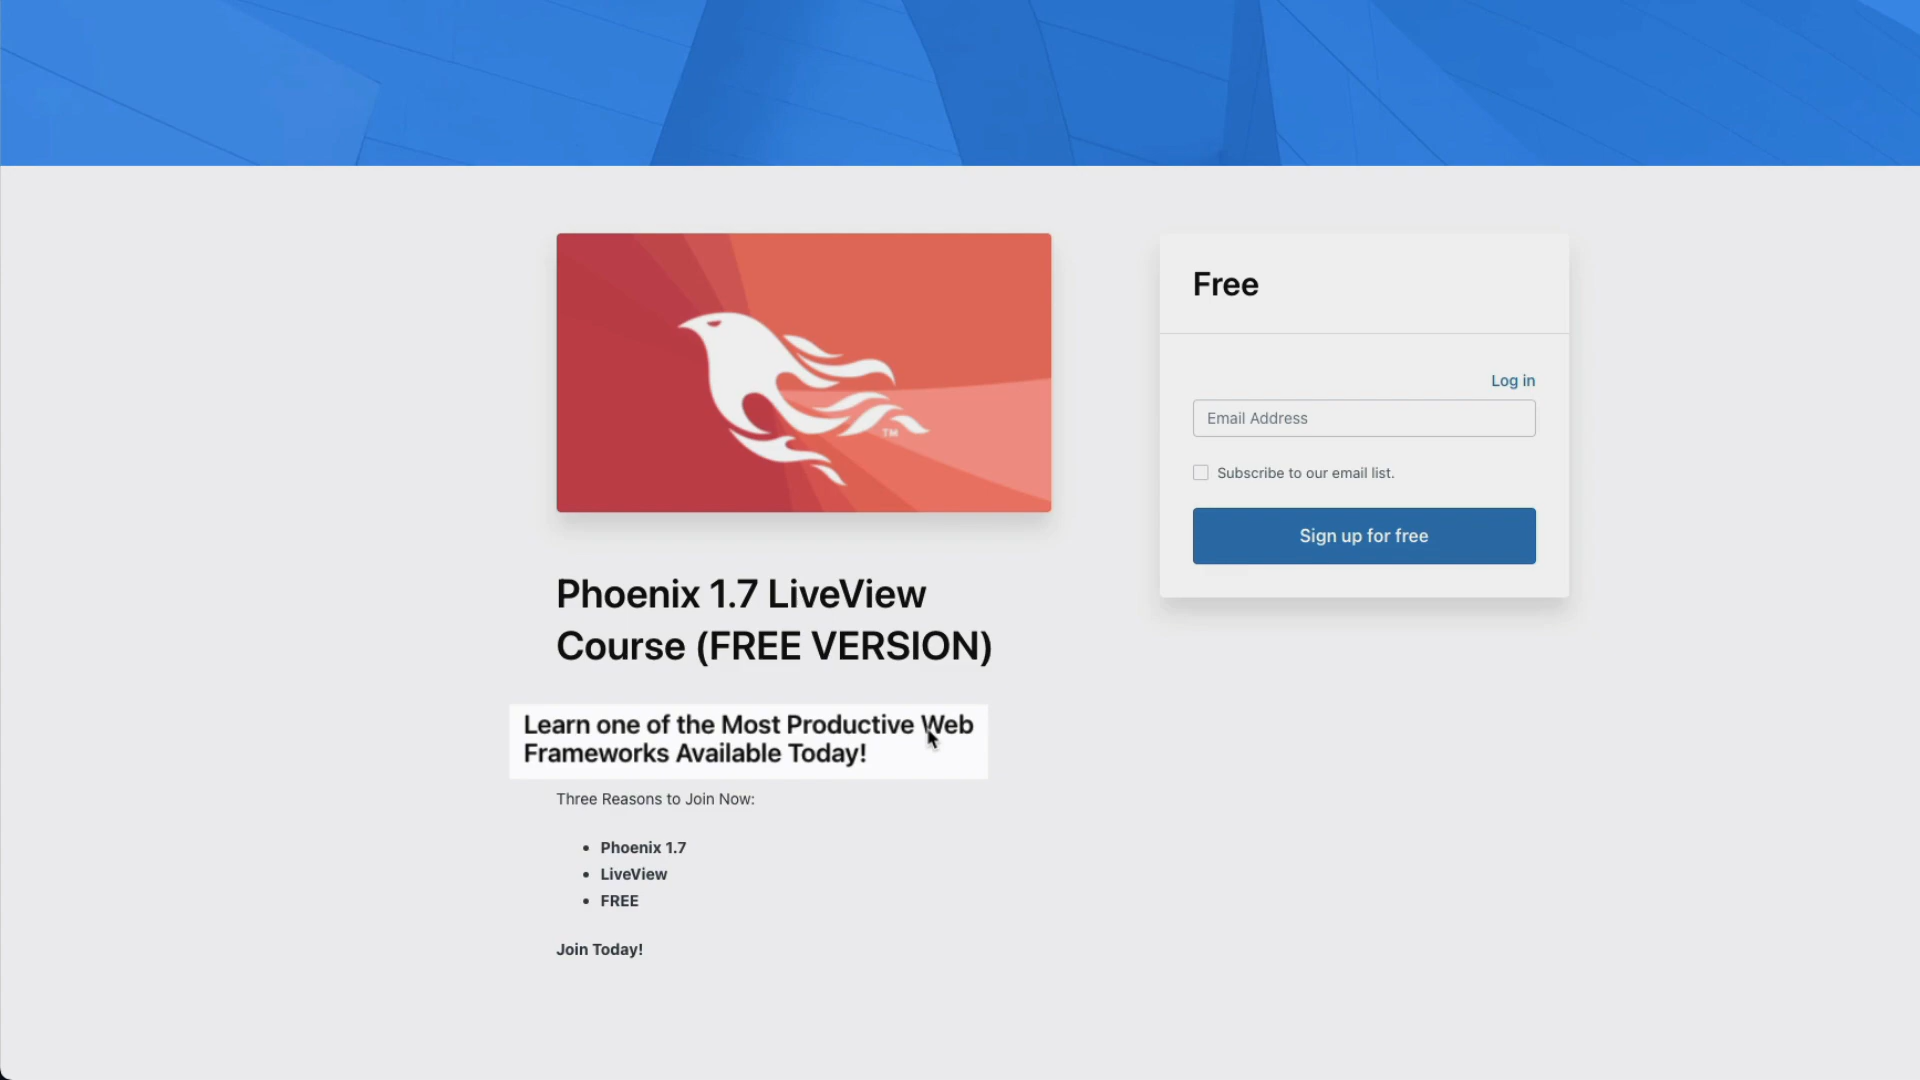 TM
Phoenix 1.7 LiveView
Course (FREE VERSION)
Learn one of the Most Productive Web
Frameworks Available Today!
Three Reasons to Join Now:
Phoenix 1.7
LiveView
FREE
Join Today!
Free
Log in
Email Address
Subscribe to our email list.
Sign up for free